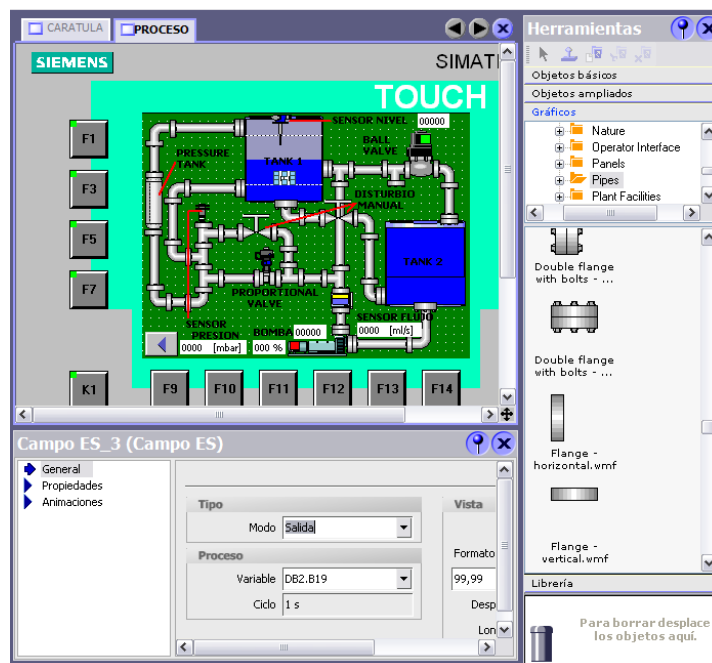 CARATULA PROCESO
SIEMENS
SIMATI
TOUCH
SENSOR NIVEL 00000
BALL
VALVE
PRESSURE
TANK
TANK 1
DISTURBIO
MANUAL
TANK 2
PROPORTIONAL
VALVE
SENSOR
PRESION
BOMBA 00000
SENSOR FLUJO
0000 [ml/s]
0000 [mbar] 000 %
F1
F3
F5
F7
K1 F9 F10 F11 F12 F13 F14
Campo ES_3 (Campo ES)
General
Propiedades
Animaciones
Tipo
Modo Salida
Proceso
Variable DB2.B19
Ciclo 1 s
Vista
Formato
99,99
Desp
Lon
Herramientas
Objetos básicos
Objetos ampliados
Gráficos
Nature
Operator Interface
Panels
Pipes
Plant Facilities
Double flange
with bolts - ...
Double flange
with bolts - ...
Flange -
horizontal.wmf
Flange -
vertical.wmf
Librería
Para borrar desplace
los objetos aquí.